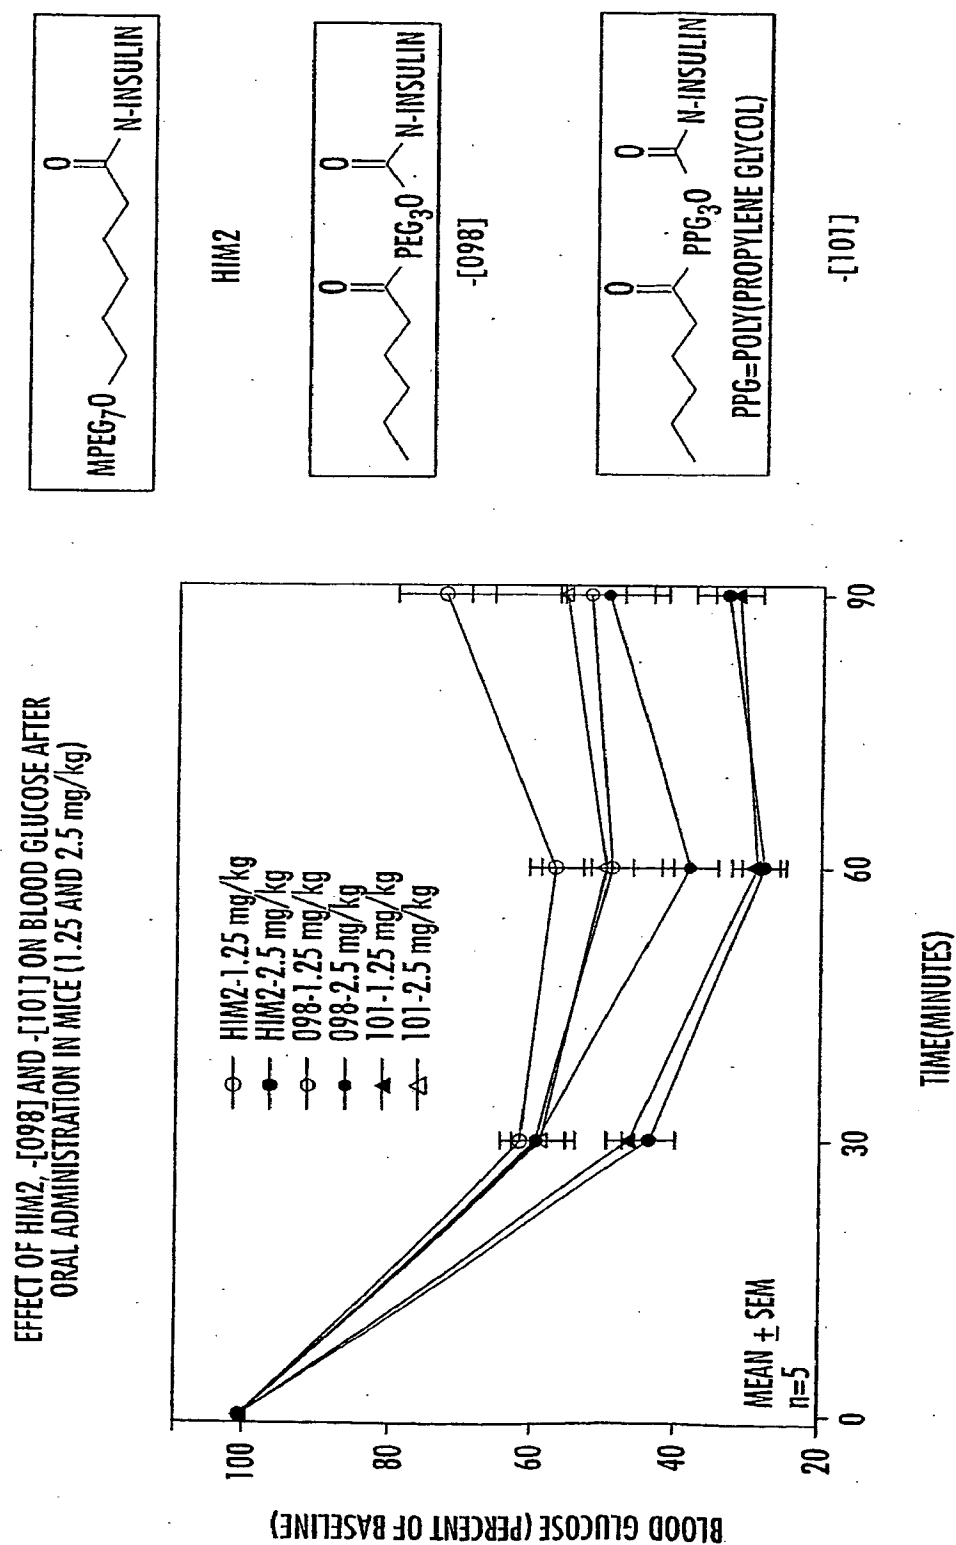 EFFECT OF HIM2, -[098] AND -[101] ON BLOOD GLUCOSE AFTER
ORAL ADMINISTRATION IN MICE (1.25 AND 2.5 mg/kg)
BLOOD GLUCOSE (PERCENT OF BASELINE)
100
80
60
40
20
HIM2-1.25 mg/kg
HIM2-2.5 mg/kg
098-1.25 mg/kg
098-2.5 mg/kg
101-1.25 mg/kg
101-2.5 mg/kg
MEAN ± SEM
n=5
0
30
60
90
TIME(MINUTES)
MPEG7O
O
N-INSULIN
HIM2
O
PEG3O
O
N-INSULIN
-[098]
O
PPG3O
O
N-INSULIN
PPG=POLY(PROPYLENE GLYCOL)
-[101]